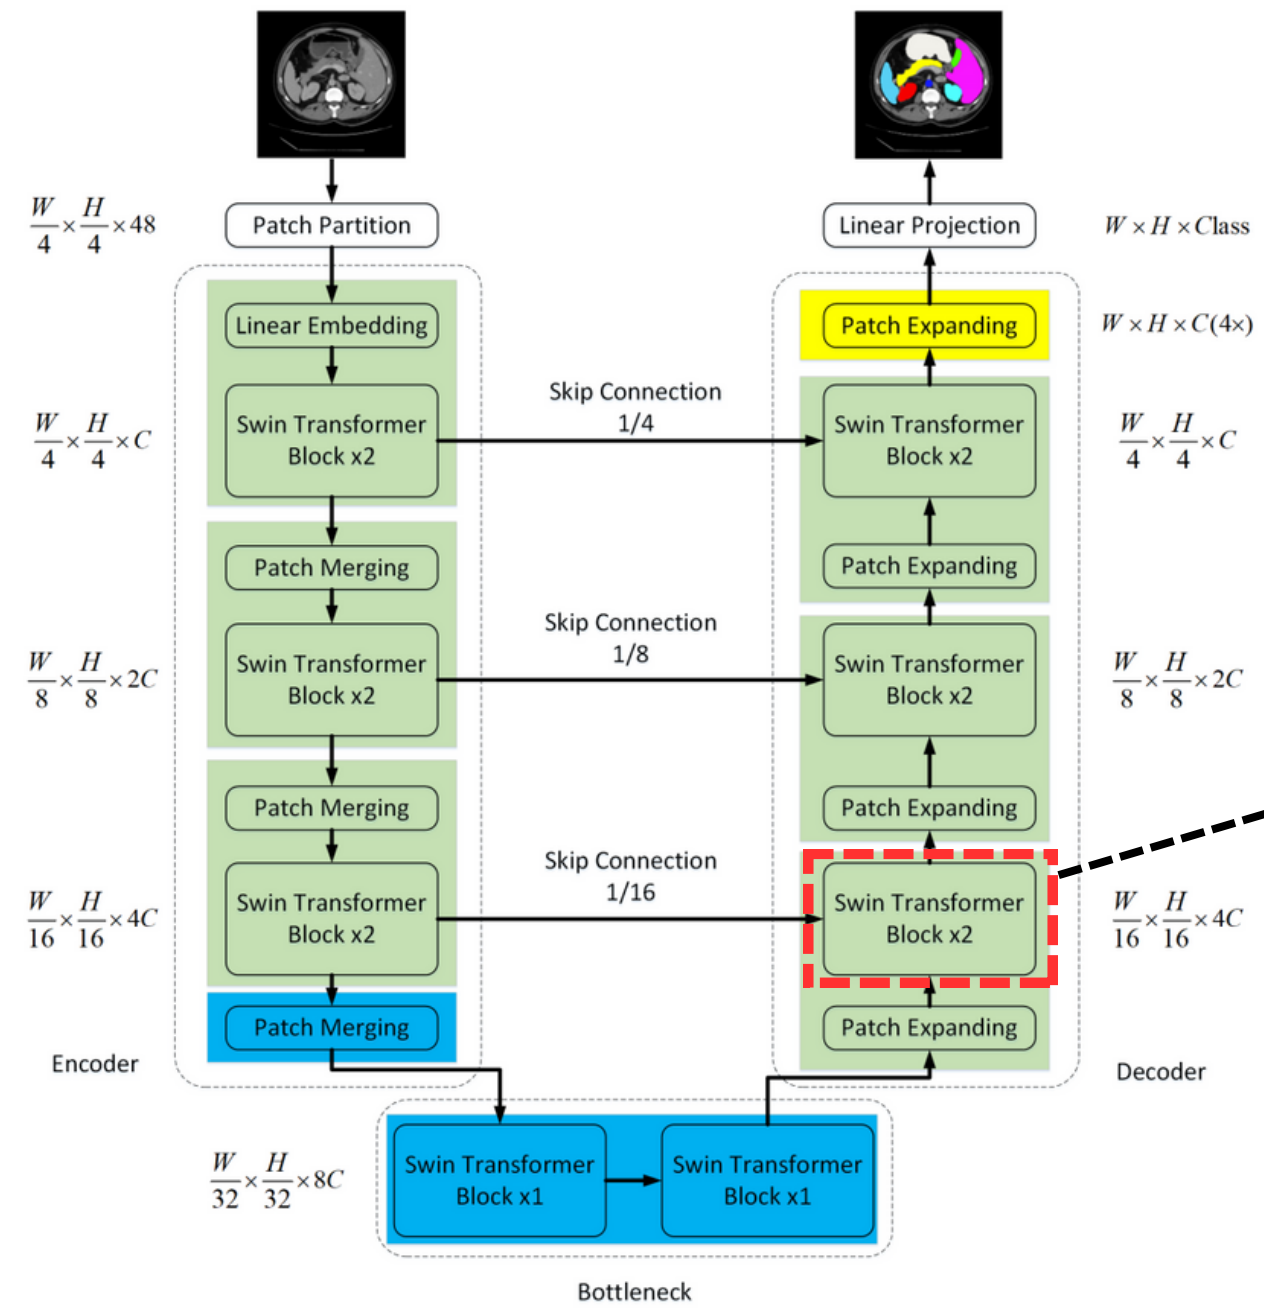 W/4 × H/4 × 48
Patch Partition
Linear Projection
W × H × Class
Linear Embedding
Patch Expanding
W × H × C(4×)
W/4 × H/4 × C
Swin Transformer
Block x2
Skip Connection
1/4
Swin Transformer
Block x2
W/4 × H/4 × C
Patch Merging
Patch Expanding
W/8 × H/8 × 2C
Swin Transformer
Block x2
Skip Connection
1/8
Swin Transformer
Block x2
W/8 × H/8 × 2C
Patch Merging
Patch Expanding
W/16 × H/16 × 4C
Swin Transformer
Block x2
Skip Connection
1/16
Swin Transformer
Block x2
W/16 × H/16 × 4C
Patch Merging
Patch Expanding
Encoder
Decoder
W/32 × H/32 × 8C
Swin Transformer
Block x1
Swin Transformer
Block x1
Bottleneck